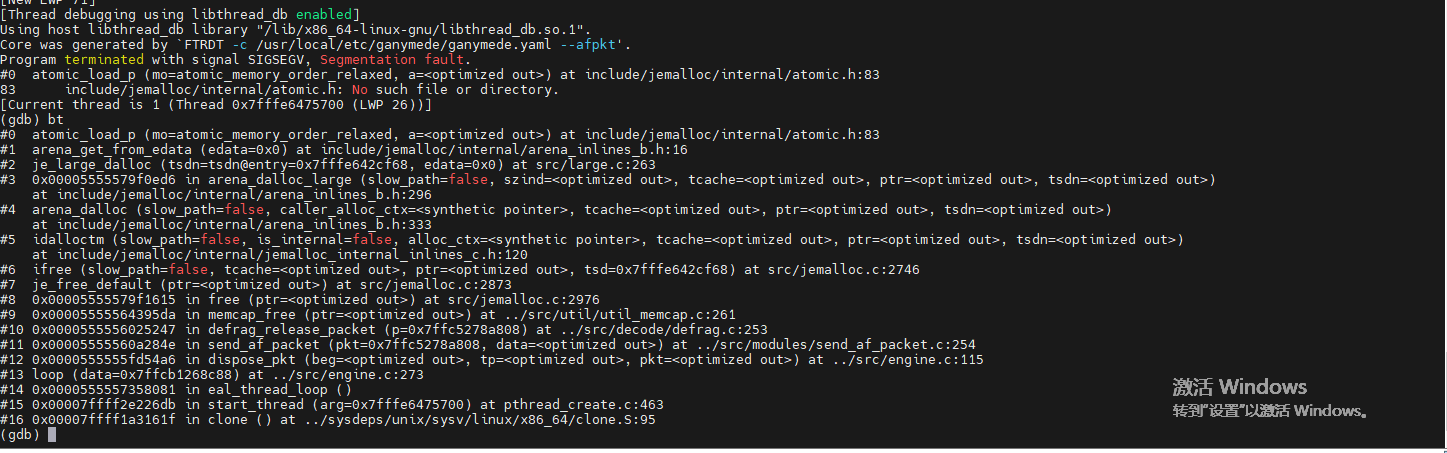 [New LWP 71]
[Thread debugging using libthread_db enabled]
Using host libthread_db library "/lib/x86_64-linux-gnu/libthread_db.so.1".
Core was generated by `FTRDT -c /usr/local/etc/ganymede/ganymede.yaml --afpkt'.
Program terminated with signal SIGSEGV, Segmentation fault.
#0  atomic_load_p (mo=atomic_memory_order_relaxed, a=<optimized out>) at include/jemalloc/internal/atomic.h:83
83      include/jemalloc/internal/atomic.h: No such file or directory.
[Current thread is 1 (Thread 0x7fffe6475700 (LWP 26))]
(gdb) bt
#0  atomic_load_p (mo=atomic_memory_order_relaxed, a=<optimized out>) at include/jemalloc/internal/atomic.h:83
#1  arena_get_from_edata (edata=0x0) at include/jemalloc/internal/arena_inlines_b.h:16
#2  je_large_dalloc (tsdn=tsdn@entry=0x7fffe642cf68, edata=0x0) at src/large.c:263
#3  0x00005555579f0ed6 in arena_dalloc_large (slow_path=false, szind=<optimized out>, tcache=<optimized out>, ptr=<optimized out>, tsdn=<optimized out>)
    at include/jemalloc/internal/arena_inlines_b.h:296
#4  arena_dalloc (slow_path=false, caller_alloc_ctx=<synthetic pointer>, tcache=<optimized out>, ptr=<optimized out>, tsdn=<optimized out>)
    at include/jemalloc/internal/arena_inlines_b.h:333
#5  idalloctm (slow_path=false, is_internal=false, alloc_ctx=<synthetic pointer>, tcache=<optimized out>, ptr=<optimized out>, tsdn=<optimized out>)
    at include/jemalloc/internal/jemalloc_internal_inlines_c.h:120
#6  ifree (slow_path=false, tcache=<optimized out>, ptr=<optimized out>, tsd=0x7fffe642cf68) at src/jemalloc.c:2746
#7  je_free_default (ptr=<optimized out>) at src/jemalloc.c:2873
#8  0x00005555579f1615 in free (ptr=<optimized out>) at src/jemalloc.c:2976
#9  0x00005555564395da in memcap_free (ptr=<optimized out>) at ../src/util/util_memcap.c:261
#10 0x0000555556025247 in defrag_release_packet (p=0x7ffc5278a808) at ../src/decode/defrag.c:253
#11 0x00005555560a284e in send_af_packet (pkt=0x7ffc5278a808, data=<optimized out>) at ../src/modules/send_af_packet.c:254
#12 0x0000555555fd54a6 in dispose_pkt (beg=<optimized out>, tp=<optimized out>, pkt=<optimized out>) at ../src/engine.c:115
#13 loop (data=0x7ffcb1268c88) at ../src/engine.c:273
#14 0x0000555557358081 in eal_thread_loop ()
#15 0x00007ffff2e226db in start_thread (arg=0x7fffe6475700) at pthread_create.c:463
#16 0x00007ffff1a3161f in clone () at ../sysdeps/unix/sysv/linux/x86_64/clone.S:95
(gdb)
激活 Windows
转到"设置"以激活 Windows。